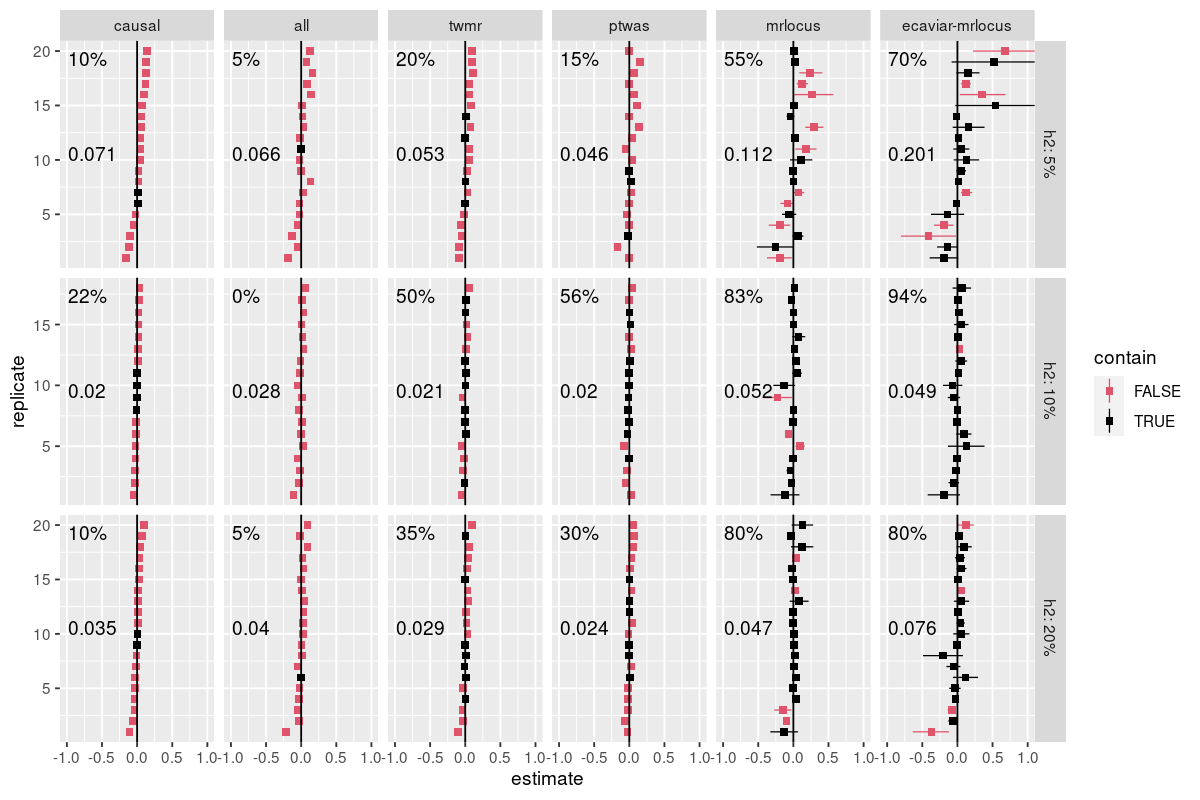 causal all twmr ptwas mrlocus ecaviar-mrlocus
20
10% 5% 20% 15% 55% 70%
15
h2: 5%
0.071 0.066 0.053 0.046 0.112 0.201
10
5
22% 0% 50% 56% 83% 94%
15
h2: 10%
0.02 0.028 0.021 0.02 0.052 0.049
10
5
replicate
20
10% 5% 35% 30% 80% 80%
15
h2: 20%
0.035 0.04 0.029 0.024 0.047 0.076
10
5
-1.0 -0.5 0.0 0.5 1.0 -1.0 -0.5 0.0 0.5 1.0 -1.0 -0.5 0.0 0.5 1.0 -1.0 -0.5 0.0 0.5 1.0 -1.0 -0.5 0.0 0.5 1.0 -1.0 -0.5 0.0 0.5 1.0
estimate
contain
FALSE
TRUE